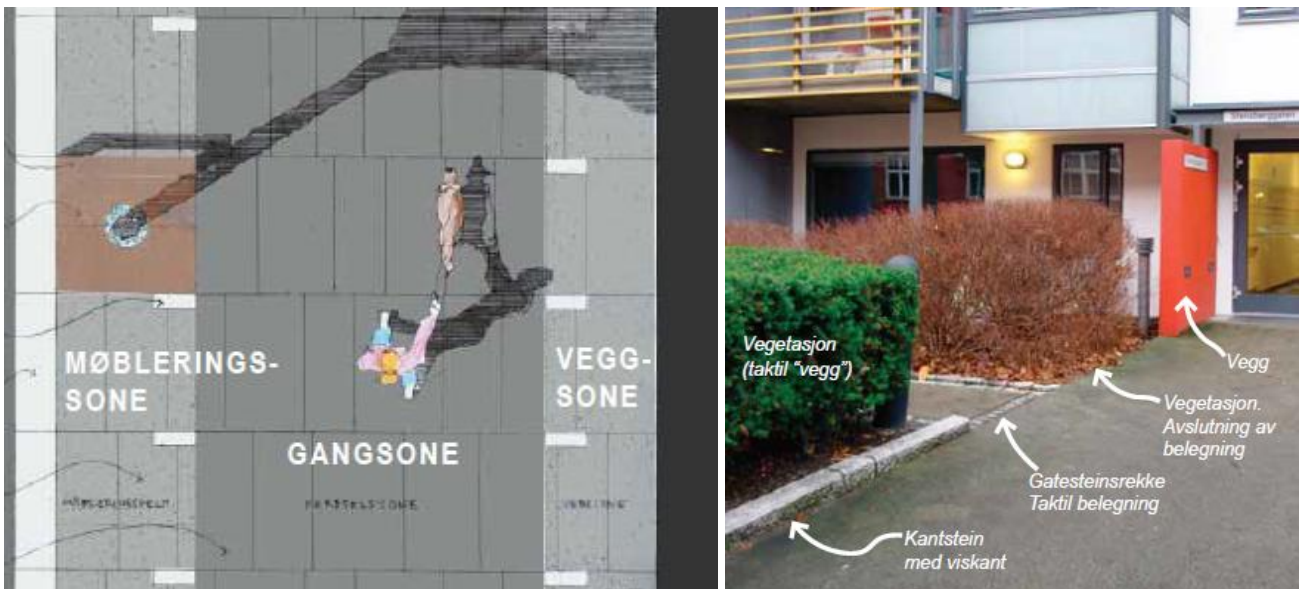 MØBLERINGS-
SONE
VEGG-
SONE
GANGSONE
Vegetasjon
(taktil "vegg")
Vegg
Vegetasjon.
Avslutning av
belegning
Gatesteinsrekke
Taktil belegning
Kantstein
med viskant